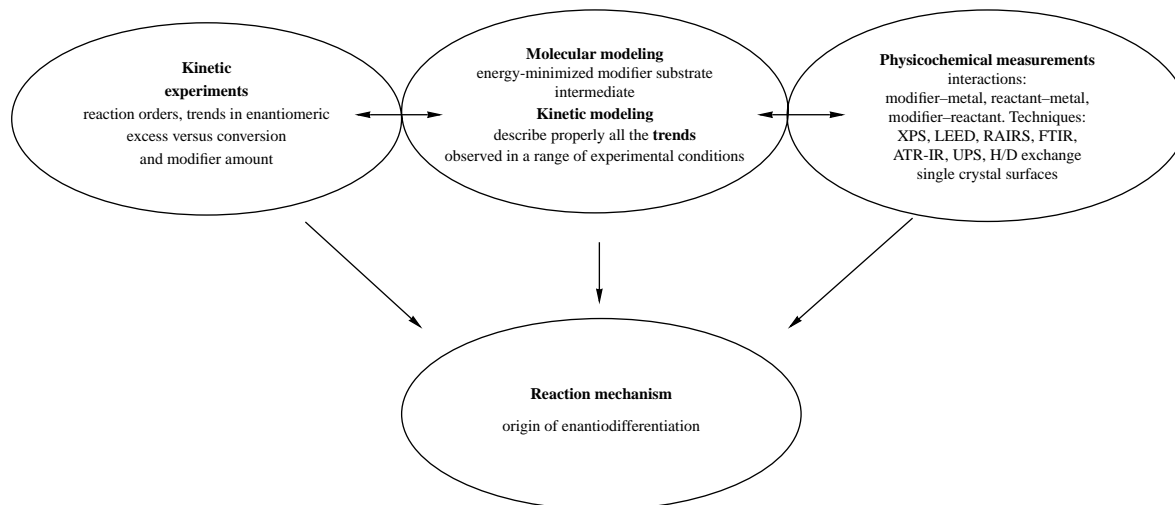 Kinetic
experiments
reaction orders, trends in enantiomeric
excess versus conversion
and modifier amount
Molecular modeling
energy-minimized modifier substrate
intermediate
Kinetic modeling
describe properly all the trends
observed in a range of experimental conditions
Physicochemical measurements
interactions:
modifier–metal, reactant–metal,
modifier–reactant. Techniques:
XPS, LEED, RAIRS, FTIR,
ATR-IR, UPS, H/D exchange
single crystal surfaces
Reaction mechanism
origin of enantiodifferentiation